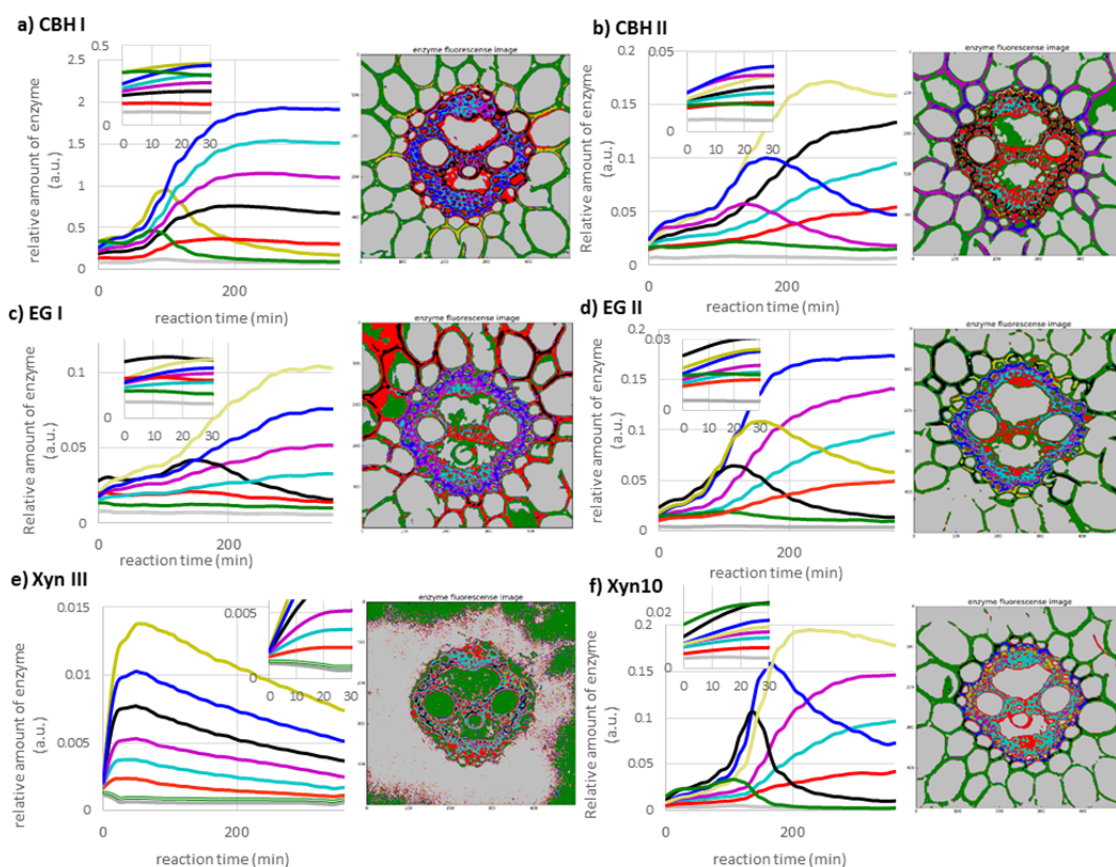 a) CBH I
relative amount of enzyme
(a.u.)
2.5
2
1.5
1
0.5
0
0.5
0
0 10 20 30
0 200
reaction time (min)
enzyme fluorescense image
b) CBH II
relative amount of enzyme
(a.u.)
0.2
0.15
0.1
0.05
0
0.05
0
0 10 20 30
0 200
reaction time (min)
enzyme fluorescense image
c) EG I
Relative amount of enzyme
(a.u.)
0.1
0.05
0
0
0 10 20 30
0 200
reaction time (min)
enzyme fluorescense image
d) EG II
Relative amount of enzyme
(a.u.)
0.2
0.15
0.1
0.05
0
0.03
0
0 10 20 30
0 200
reaction time (min)
enzyme fluorescense image
e) Xyn III
relative amount of enzyme
(a.u.)
0.015
0.01
0.005
0
0.005
0
0 10 20 30
0 200
reaction time (min)
enzyme fluorescense image
f) Xyn10
Relative amount of enzyme
(a.u.)
0.2
0.15
0.1
0.05
0
0.02
0
0 10 20 30
0 200
reaction time (min)
enzyme fluorescense image